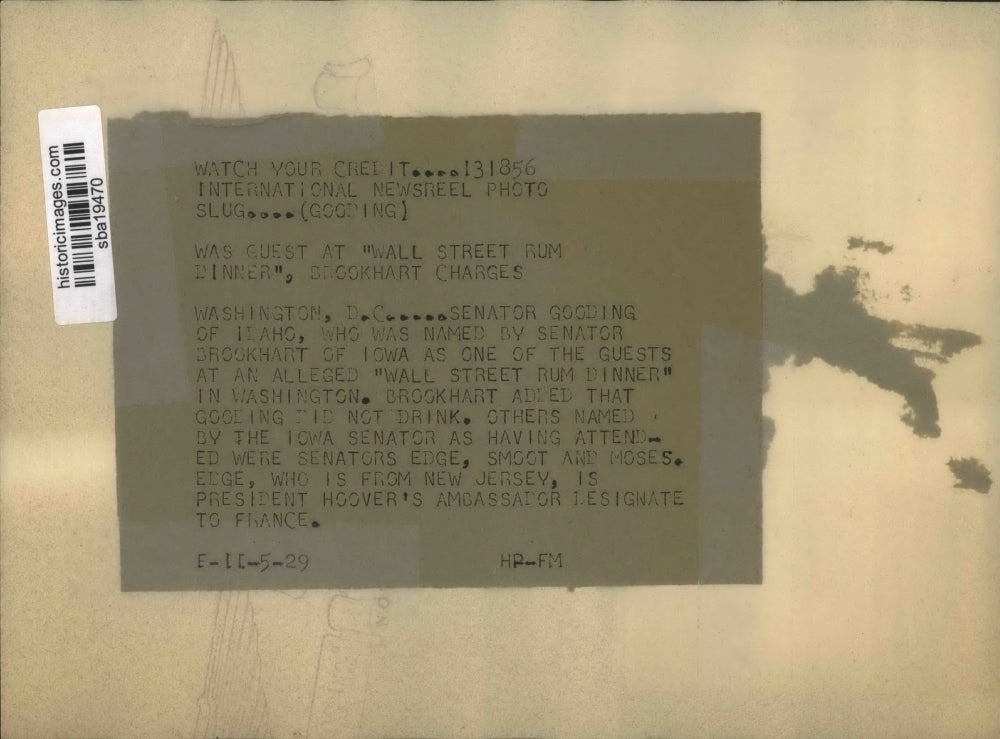 historicimages.com
sba19470
WATCH YOUR CREDIT....131856
INTERNATIONAL NEWSREEL PHOTO
SLUG....(GOODING)
WAS GUEST AT "WALL STREET RUM
DINNER", BROOKHART CHARGES
WASHINGTON, D.C.....SENATOR GOODING
OF IDAHO, WHO WAS NAMED BY SENATOR
BROOKHART OF IOWA AS ONE OF THE GUESTS
AT AN ALLEGED "WALL STREET RUM DINNER"
IN WASHINGTON. BROOKHART ADDED THAT
GOODING DID NOT DRINK. OTHERS NAMED
BY THE IOWA SENATOR AS HAVING ATTEND-
ED WERE SENATORS EDGE, SMOOT AND MOSES.
EDGE, WHO IS FROM NEW JERSEY, IS
PRESIDENT HOOVER'S AMBASSADOR DESIGNATE
TO FRANCE.
-5-29 HP-FM